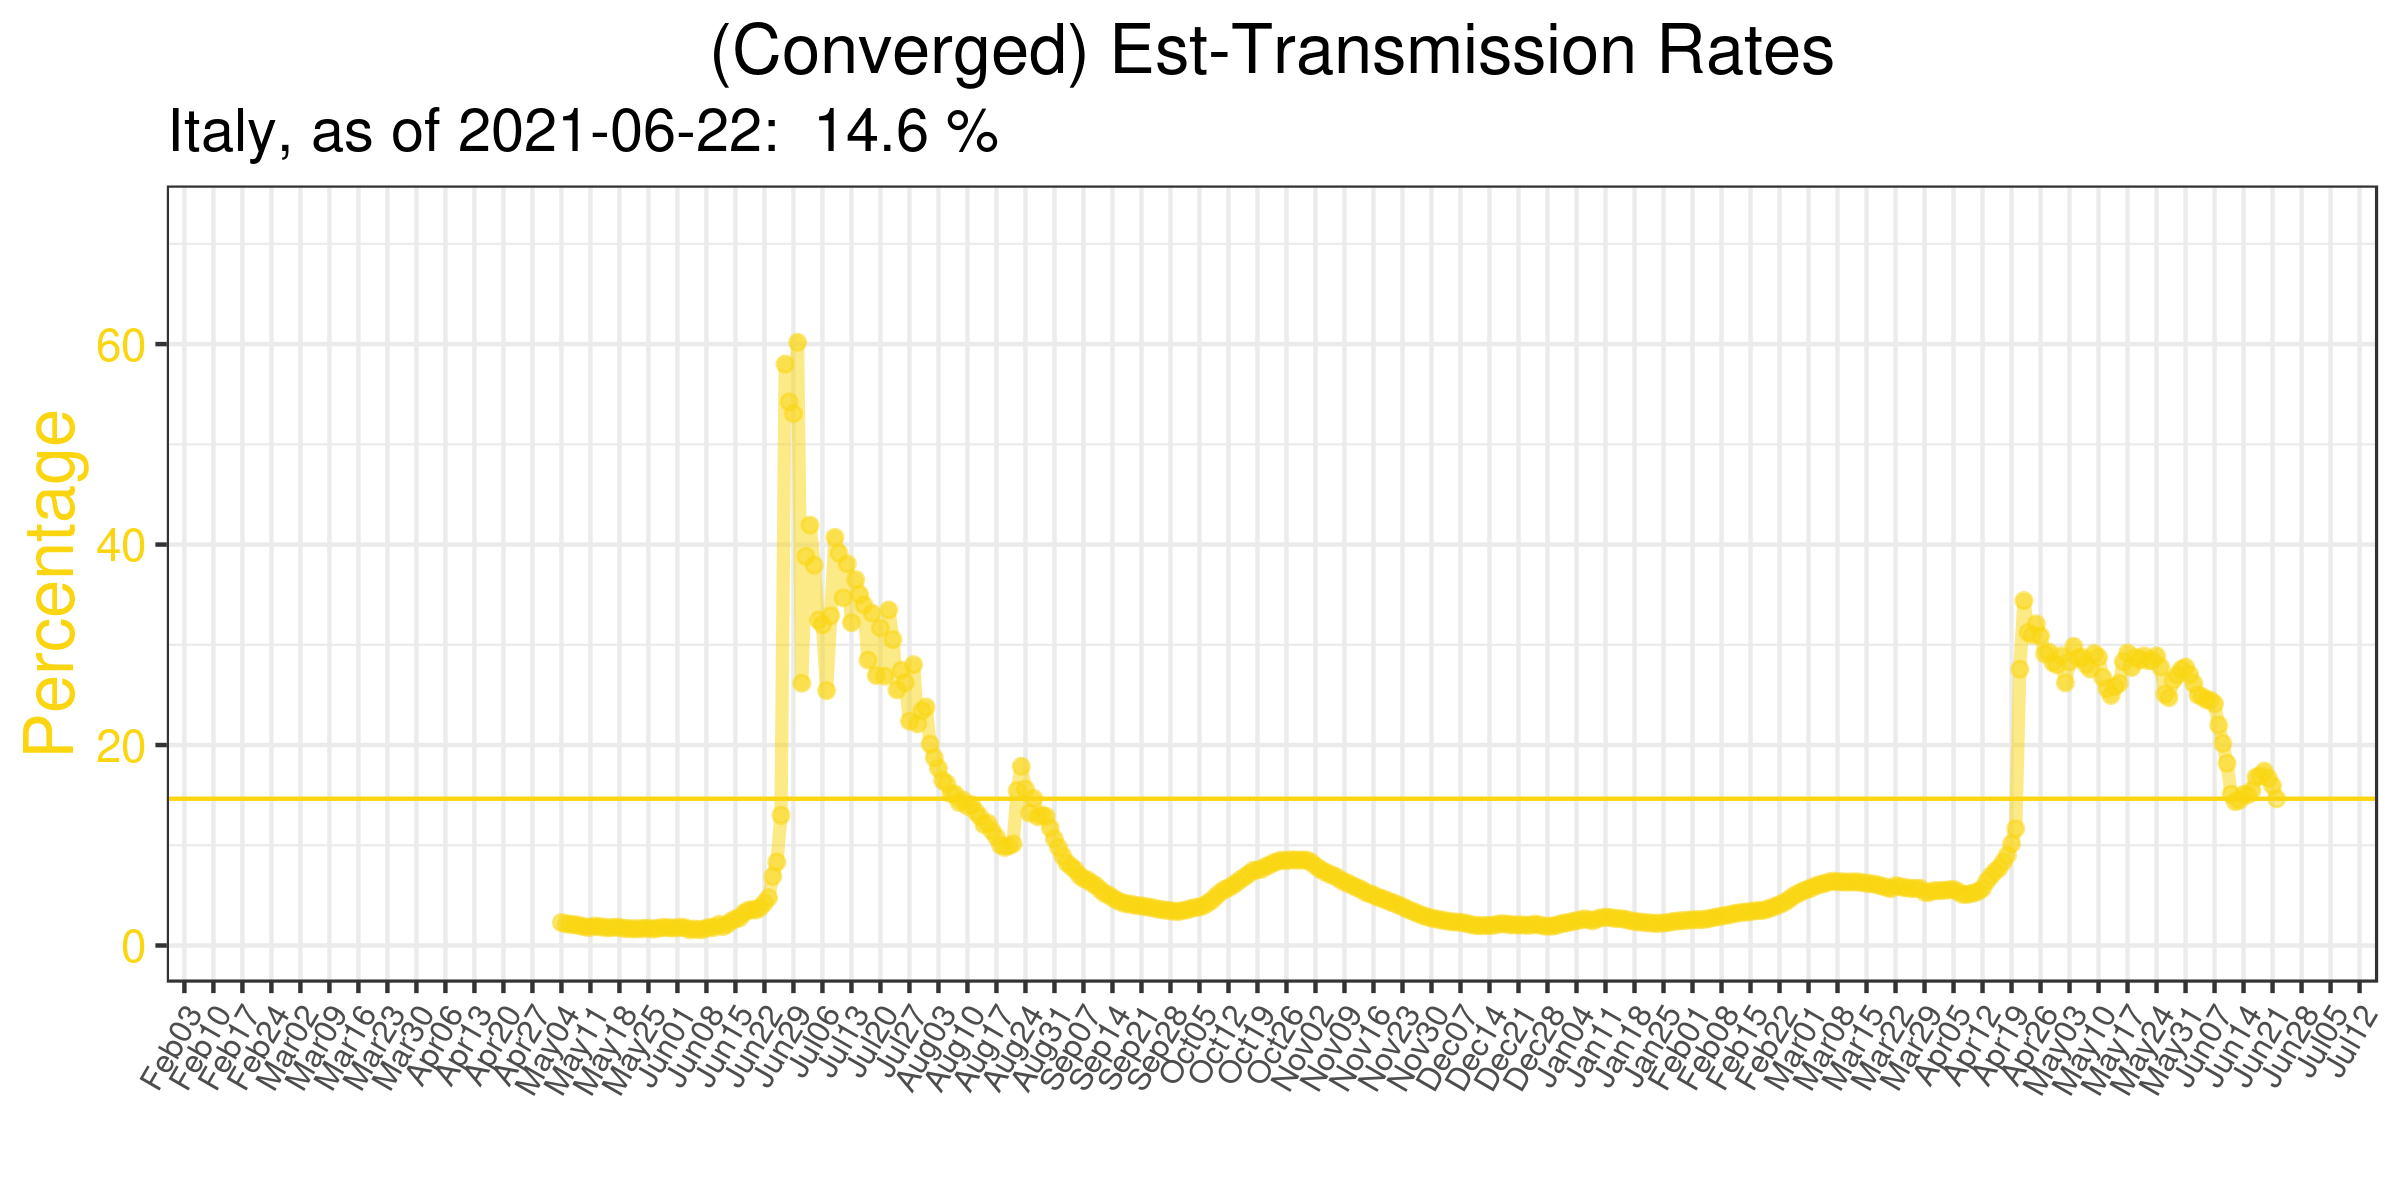 (Converged) Est-Transmission Rates
Italy, as of 2021-06-22: 14.6 %
Percentage
60
40
20
0
Feb03
Feb10
Feb17
Feb24
Mar02
Mar09
Mar16
Mar23
Mar30
Apr06
Apr13
Apr20
Apr27
May04
May11
May18
May25
Jun01
Jun08
Jun15
Jun22
Jun29
Jul06
Jul13
Jul20
Jul27
Aug03
Aug10
Aug17
Aug24
Aug31
Sep07
Sep14
Sep21
Sep28
Oct05
Oct12
Oct19
Oct26
Nov02
Nov09
Nov16
Nov23
Nov30
Dec07
Dec14
Dec21
Dec28
Jan04
Jan11
Jan18
Jan25
Feb01
Feb08
Feb15
Feb22
Mar01
Mar08
Mar15
Mar22
Mar29
Apr05
Apr12
Apr19
Apr26
May03
May10
May17
May24
May31
Jun07
Jun14
Jun21
Jun28
Jul05
Jul12